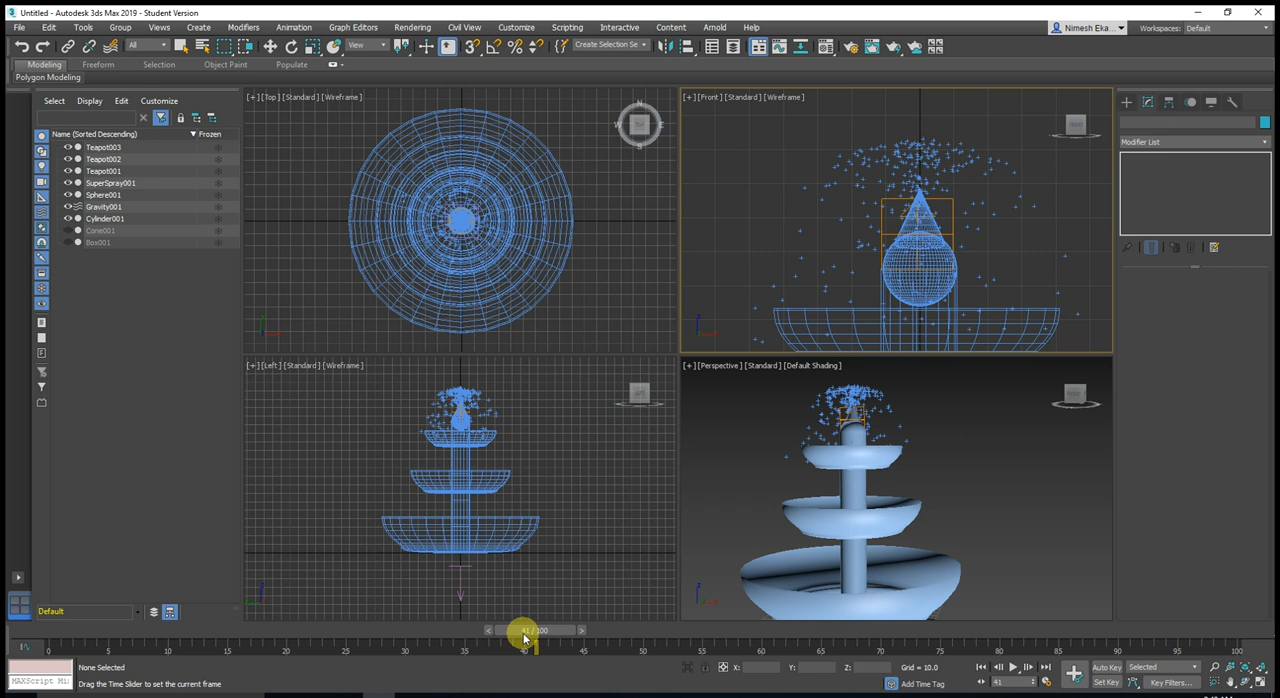 Untitled - Autodesk 3ds Max 2019 - Student Version
File Edit Tools Group Views Create Modifiers Animation Graph Editors Rendering Civil View Customize Scripting Interactive Content Arnold Help
Nimesh Eka... Workspaces: Default
All View Create Selection Se
Modeling Freeform Selection Object Paint Populate
Polygon Modeling
Select Display Edit Customize
Name (Sorted Descending) Frozen
Teapot003
Teapot002
Teapot001
SuperSpray001
Sphere001
Gravity001
Cylinder001
Cone001
Box001
Default
[+] [Top] [Standard] [Wireframe]
N
W TOP E
S
[+] [Front] [Standard] [Wireframe]
FRONT
[+] [Left] [Standard] [Wireframe]
LEFT
[+] [Perspective] [Standard] [Default Shading]
Modifier List
< 41 / 100 >
0 5 10 15 20 25 30 35 40 45 50 55 60 65 70 75 80 85 90 95 100
None Selected
X: Y: Z: Grid = 10.0
Auto Key Selected
MAXScript Mi:
Drag the Time Slider to set the current frame
Add Time Tag
41
Set Key Key Filters...